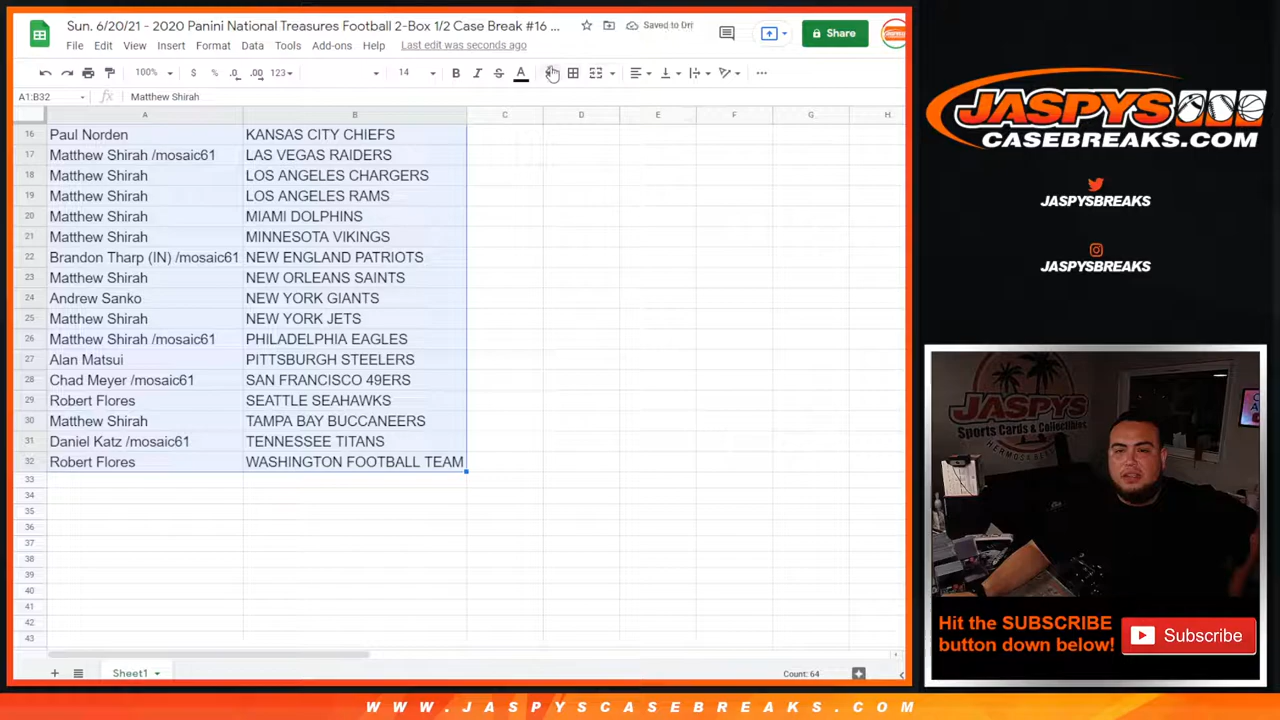 Sun. 6/20/21 - 2020 Panini National Treasures Football 2-Box 1/2 Case Break #16 ...
Saved to Dri
File Edit View Insert Format Data Tools Add-ons Help Last edit was seconds ago
Share
100% $ % .0 .00 123 14 B I S A
A1:B32 fx Matthew Shirah
A B C D E F G H
16 Paul Norden KANSAS CITY CHIEFS
17 Matthew Shirah /mosaic61 LAS VEGAS RAIDERS
18 Matthew Shirah LOS ANGELES CHARGERS
19 Matthew Shirah LOS ANGELES RAMS
20 Matthew Shirah MIAMI DOLPHINS
21 Matthew Shirah MINNESOTA VIKINGS
22 Brandon Tharp (IN) /mosaic61 NEW ENGLAND PATRIOTS
23 Matthew Shirah NEW ORLEANS SAINTS
24 Andrew Sanko NEW YORK GIANTS
25 Matthew Shirah NEW YORK JETS
26 Matthew Shirah /mosaic61 PHILADELPHIA EAGLES
27 Alan Matsui PITTSBURGH STEELERS
28 Chad Meyer /mosaic61 SAN FRANCISCO 49ERS
29 Robert Flores SEATTLE SEAHAWKS
30 Matthew Shirah TAMPA BAY BUCCANEERS
31 Daniel Katz /mosaic61 TENNESSEE TITANS
32 Robert Flores WASHINGTON FOOTBALL TEAM
33
34
35
36
37
38
39
40
41
42
43
Sheet1
Count: 64
JASPYS
CASEBREAKS.COM
JASPYSBREAKS
JASPYSBREAKS
JASPYS
Sports Cards & Collectibles
Hit the SUBSCRIBE
button down below!
Subscribe
WWW.JASPYSCASEBREAKS.COM